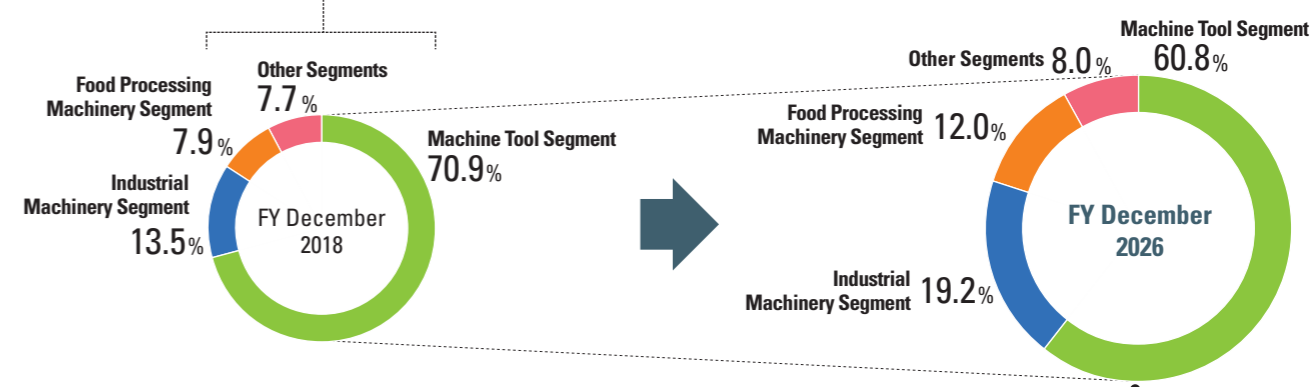 Other Segments
7.7%
Food Processing
Machinery Segment
7.9%
Industrial
Machinery Segment
13.5%
Machine Tool Segment
70.9%
FY December
2018
Machine Tool Segment
60.8%
Other Segments 8.0%
Food Processing
Machinery Segment 12.0%
Industrial
Machinery Segment 19.2%
FY December
2026